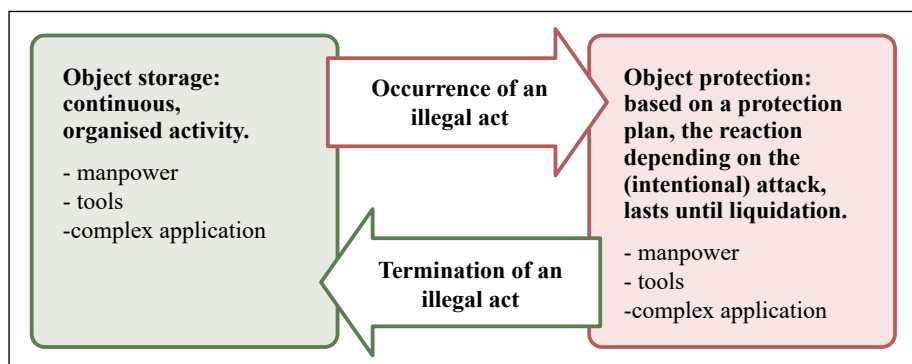 Object storage:
continuous,
organised activity.
- manpower
- tools
-complex application
Occurrence of an
illegal act
Termination of an
illegal act
Object protection:
based on a protection
plan, the reaction
depending on the
(intentional) attack,
lasts until liquidation.
- manpower
- tools
-complex application